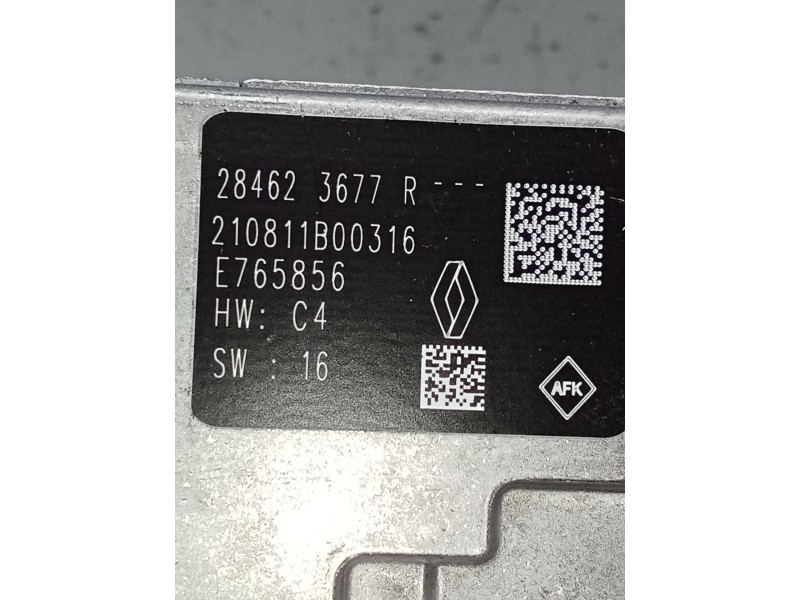 28462 3677 R ---
210811B00316
E765856
HW: C4
SW : 16
AFK